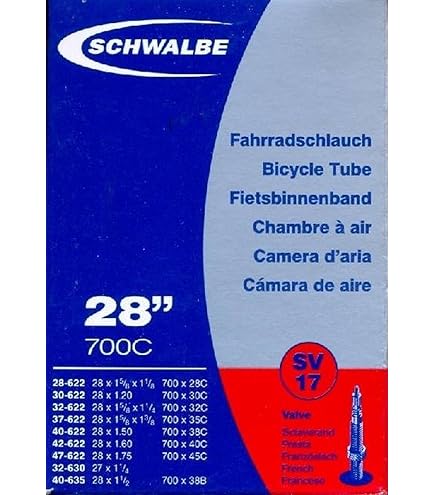 SCHWALBE
Fahrradschlauch
Bicycle Tube
Fietsbinnenband
Chambre à air
Camera d'aria
Cámara de aire
28"
700C
28-622 28 x 1 5/8 x 1 1/8 700 x 28C
30-622 28 x 1.20 700 x 30C
32-622 28 x 1 5/8 x 1 1/4 700 x 32C
37-622 28 x 1 5/8 x 1 3/8 700 x 35C
40-622 28 x 1.50 700 x 38C
42-622 28 x 1.60 700 x 40C
47-622 28 x 1.75 700 x 45C
32-630 27 x 1 1/4
40-635 28 x 1 1/2 700 x 38B
SV
17
Valve
Sclaverand
Presta
Französisch
French
Francese